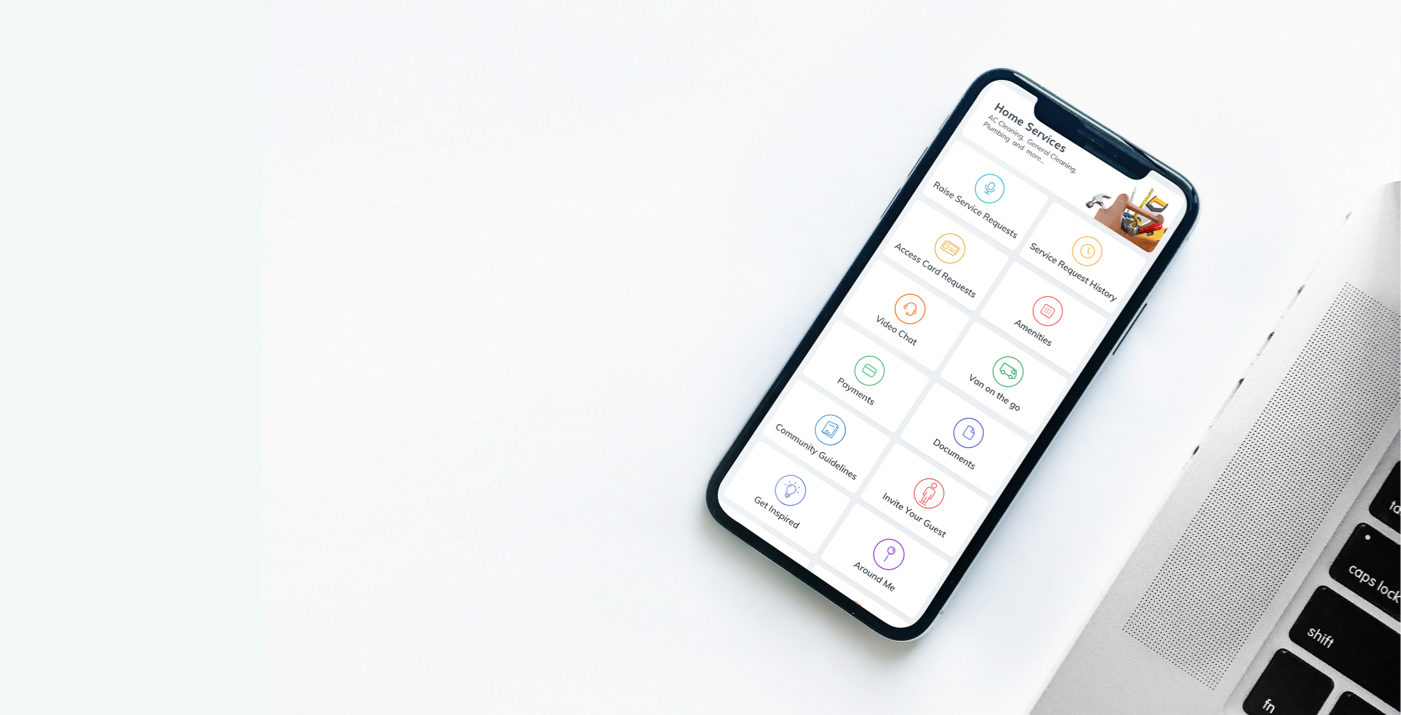 Home Services
AC Cleaning, General Cleaning,
Plumbing and more...
Raise Service Requests
Service Request History
Access Card Requests
Amenities
Video Chat
Van on the go
Payments
Documents
Community Guidelines
Invite Your Guest
Get Inspired
Around Me
caps lock
shift
fn